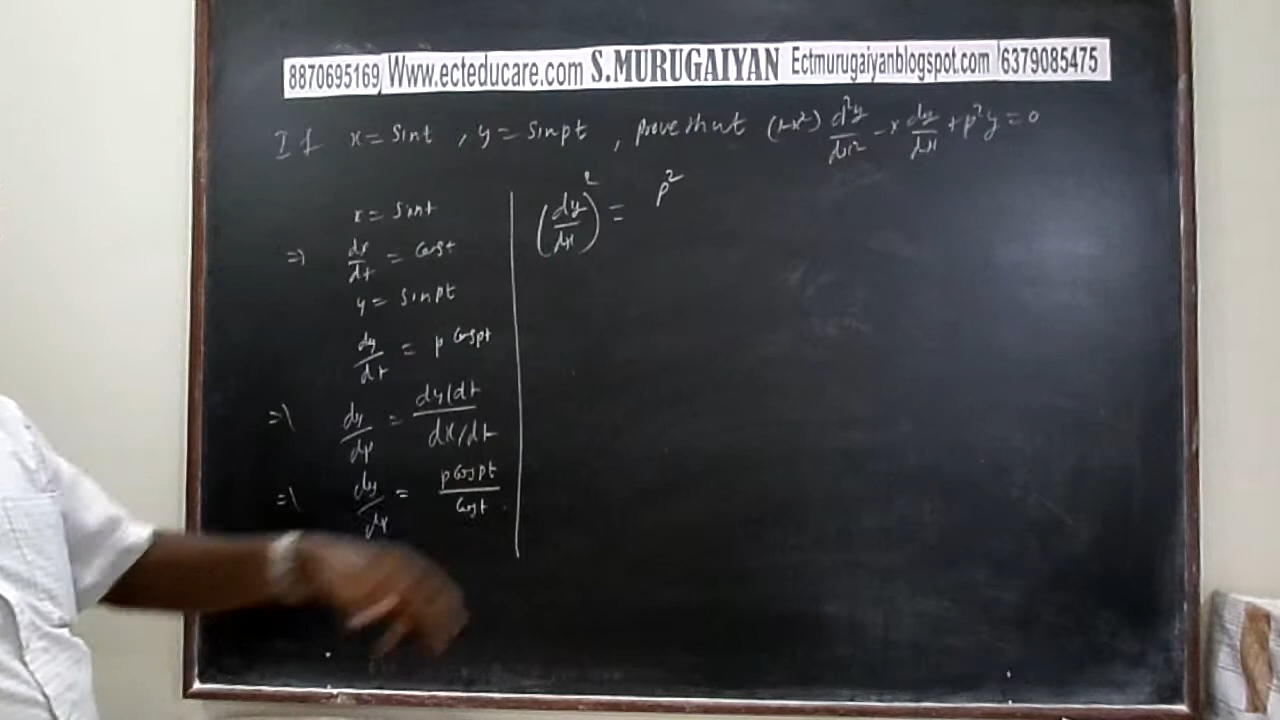 8870695169 Www.ecteducare.com S.MURUGAIYAN Ectmurugaiyanblogspot.com 6379085475
If x = Sint , y = Sinpt , prove that (1-x²) d²y/dx² - x dy/dx + p²y = 0
x = Sint
⇒ dx/dt = Cost
y = Sinpt
dy/dt = p Cospt
⇒ dy/dx = dy/dt / dx/dt
⇒ dy/dx = pCospt / Cost
(dy/dx)² = p²